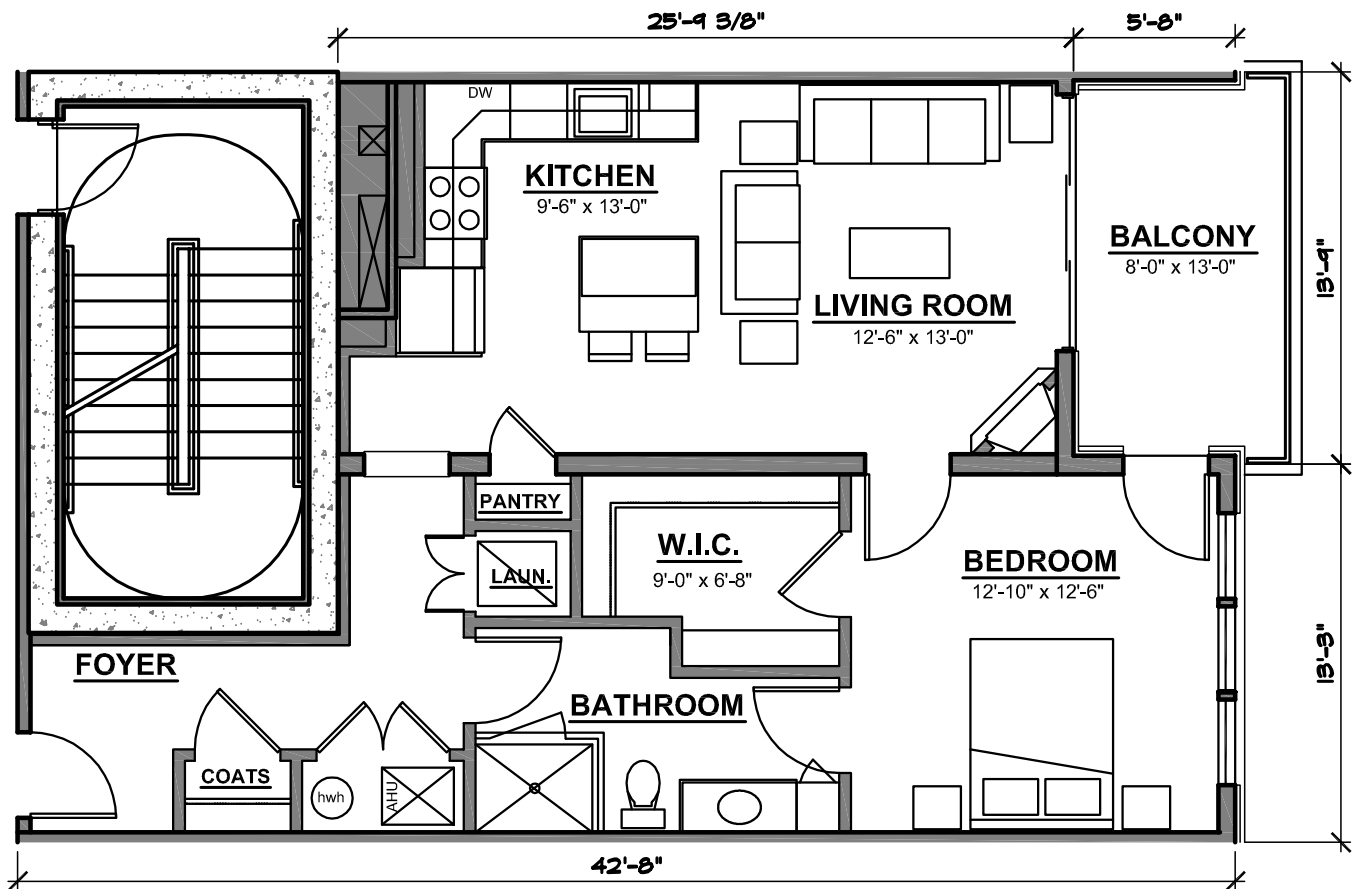 25'-9 3/8"
5'-8"
DW
KITCHEN
9'-6" x 13'-0"
BALCONY
8'-0" x 13'-0"
13'-9"
LIVING ROOM
12'-6" x 13'-0"
PANTRY
LAUN.
W.I.C.
9'-0" x 6'-8"
BEDROOM
12'-10" x 12'-6"
13'-3"
FOYER
BATHROOM
COATS
hwh
AHU
42'-8"